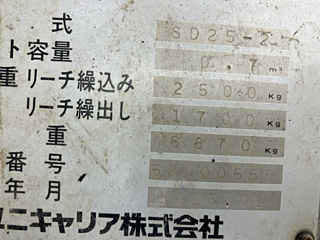 式 SD25-2
ト容量 0.7 m³
重 リーチ繰込み 2500 Kg
リーチ繰出し 1700 Kg
重 6870 Kg
番号
年月
ユニキャリア株式会社